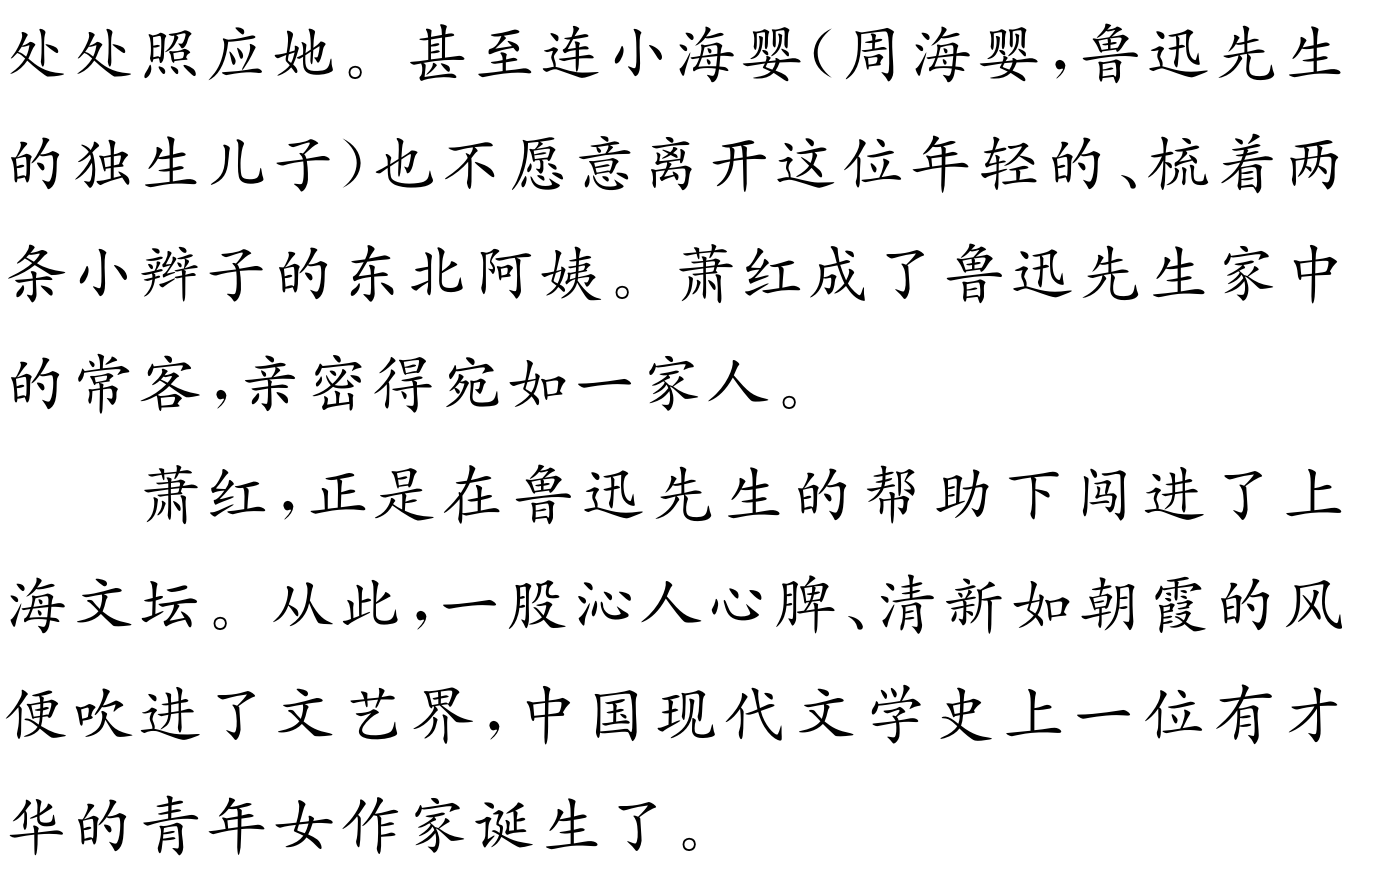 处处照应她。甚至连小海婴(周海婴,鲁迅先生
的独生儿子)也不愿意离开这位年轻的、梳着两
条小辫子的东北阿姨。萧红成了鲁迅先生家中
的常客,亲密得宛如一家人。
萧红,正是在鲁迅先生的帮助下闯进了上
海文坛。从此,一股沁人心脾、清新如朝霞的风
便吹进了文艺界,中国现代文学史上一位有才
华的青年女作家诞生了。